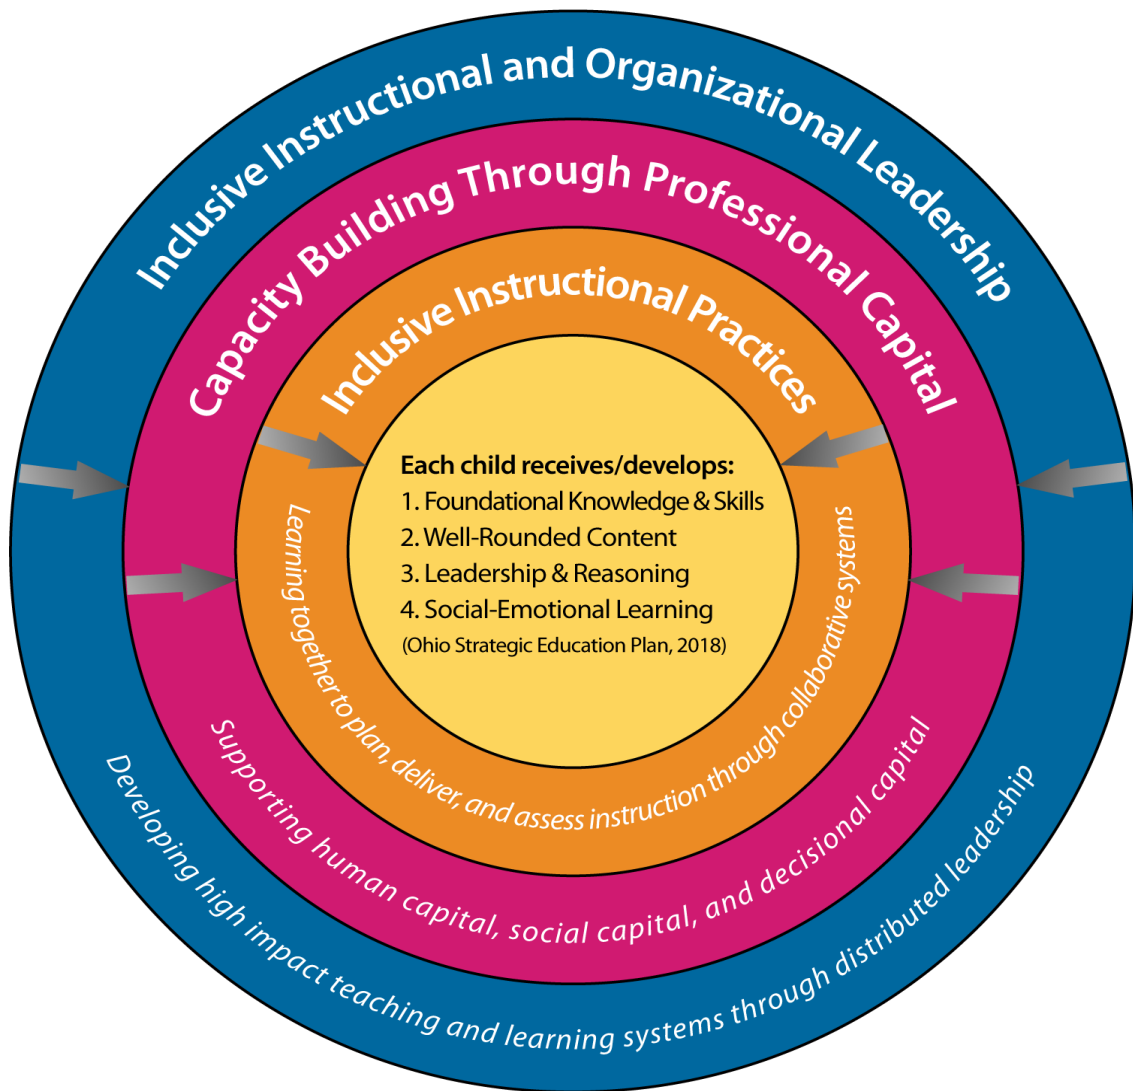 Inclusive Instructional and Organizational Leadership
Capacity Building Through Professional Capital
Inclusive Instructional Practices
Each child receives/develops:
1. Foundational Knowledge & Skills
2. Well-Rounded Content
3. Leadership & Reasoning
4. Social-Emotional Learning
(Ohio Strategic Education Plan, 2018)
Learning together to plan, deliver, and assess instruction through collaborative systems
Supporting human capital, social capital, and decisional capital
Developing high impact teaching and learning systems through distributed leadership